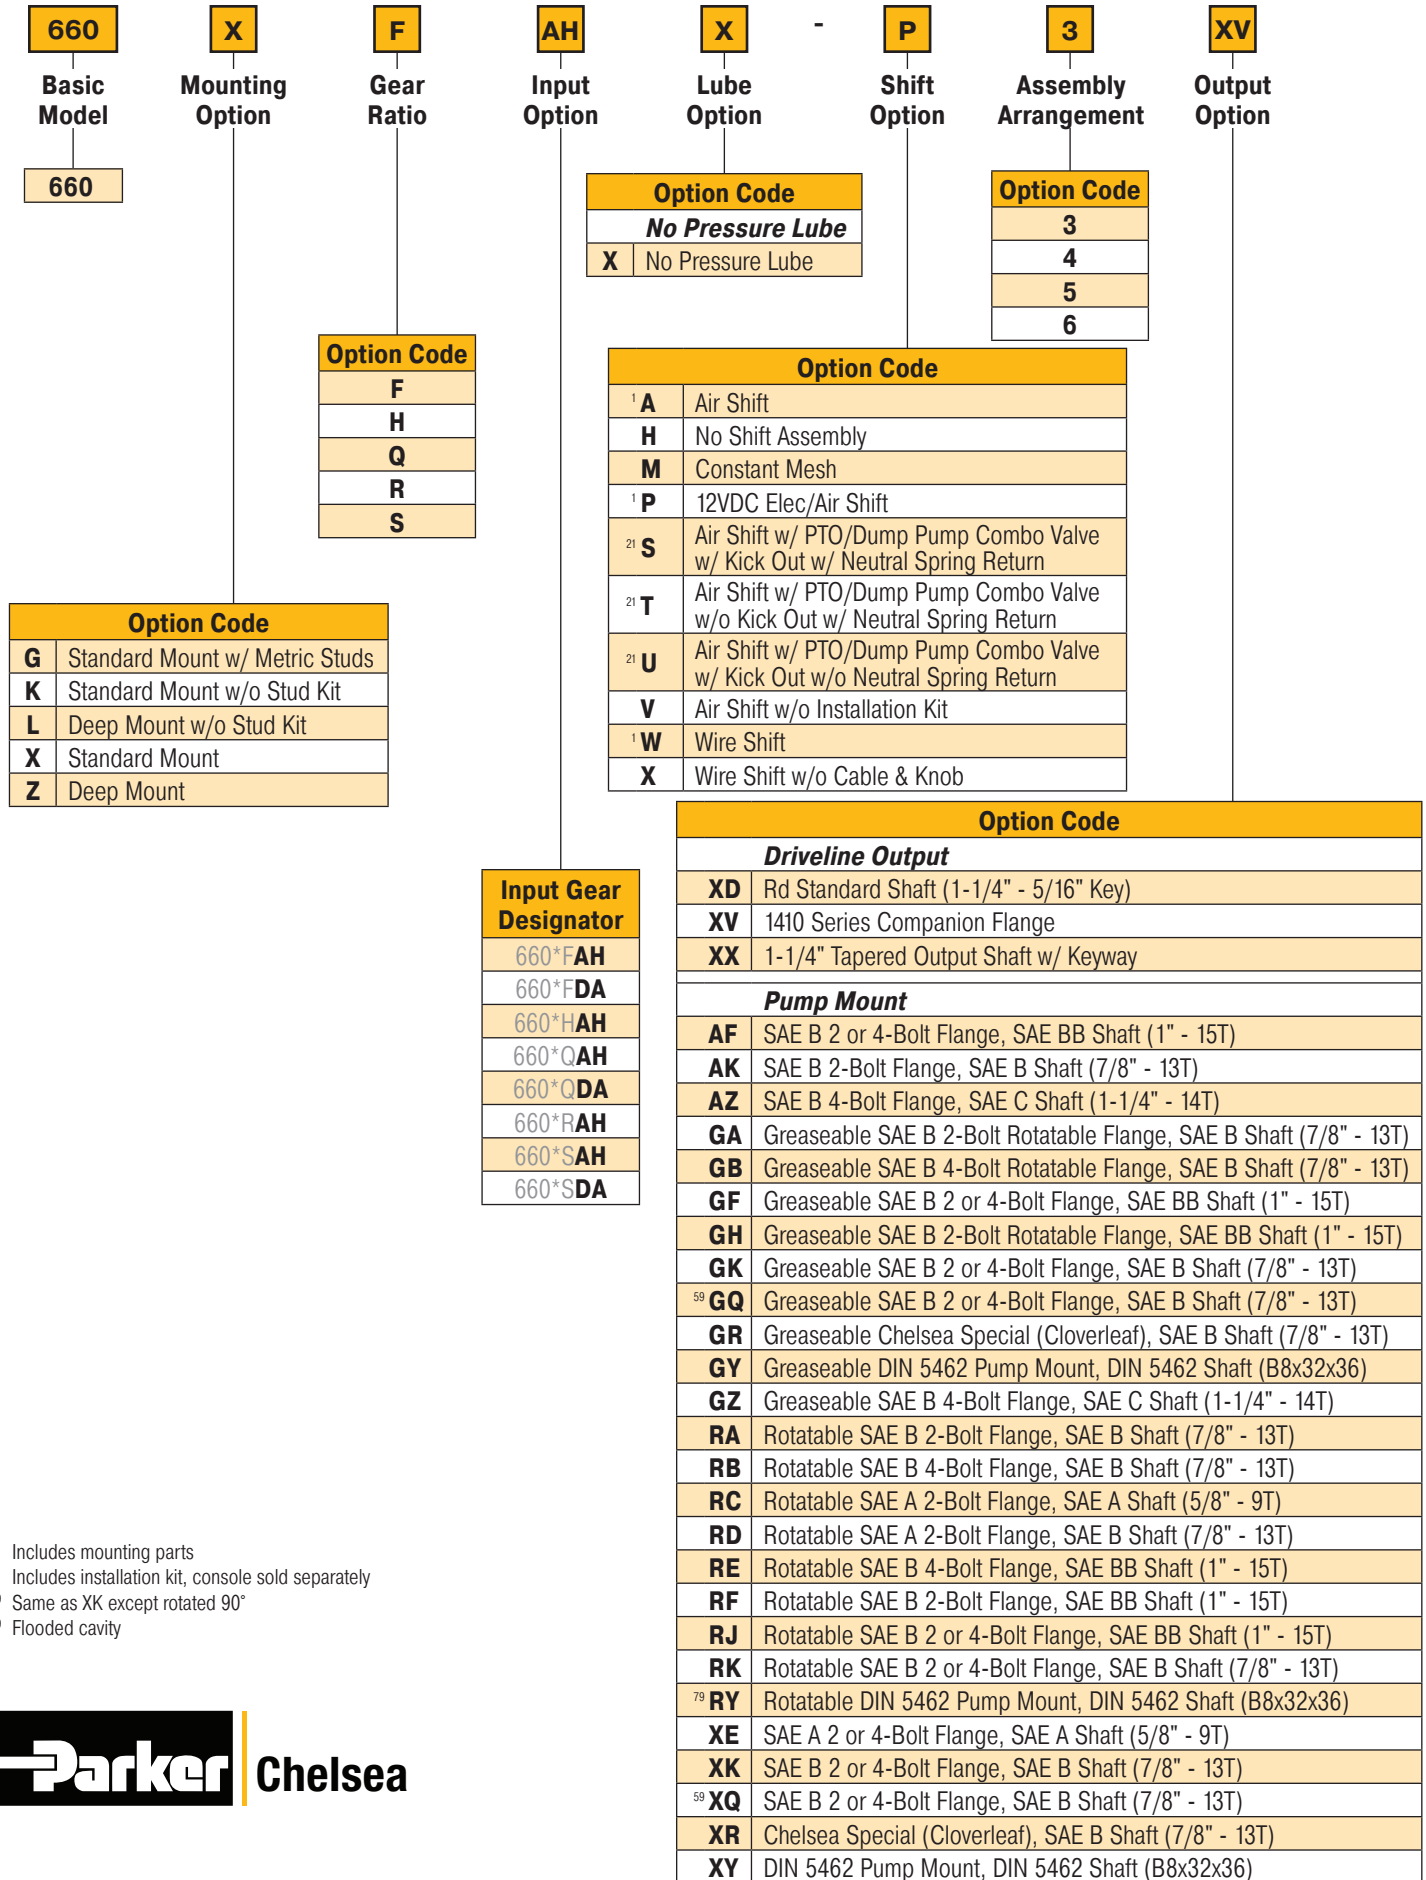 660 X F AH X - P 3 XV
Basic Model
Mounting Option
Gear Ratio
Input Option
Lube Option
Shift Option
Assembly Arrangement
Output Option
660
Option Code
No Pressure Lube
X No Pressure Lube
Option Code
3
4
5
6
Option Code
F
H
Q
R
S
Option Code
1 A Air Shift
H No Shift Assembly
M Constant Mesh
1 P 12VDC Elec/Air Shift
21 S Air Shift w/ PTO/Dump Pump Combo Valve
w/ Kick Out w/ Neutral Spring Return
21 T Air Shift w/ PTO/Dump Pump Combo Valve
w/o Kick Out w/ Neutral Spring Return
21 U Air Shift w/ PTO/Dump Pump Combo Valve
w/ Kick Out w/o Neutral Spring Return
V Air Shift w/o Installation Kit
1 W Wire Shift
X Wire Shift w/o Cable & Knob
Option Code
G Standard Mount w/ Metric Studs
K Standard Mount w/o Stud Kit
L Deep Mount w/o Stud Kit
X Standard Mount
Z Deep Mount
Input Gear
Designator
660*FAH
660*FDA
660*HAH
660*QAH
660*QDA
660*RAH
660*SAH
660*SDA
Option Code
Driveline Output
XD Rd Standard Shaft (1-1/4" - 5/16" Key)
XV 1410 Series Companion Flange
XX 1-1/4" Tapered Output Shaft w/ Keyway
Pump Mount
AF SAE B 2 or 4-Bolt Flange, SAE BB Shaft (1" - 15T)
AK SAE B 2-Bolt Flange, SAE B Shaft (7/8" - 13T)
AZ SAE B 4-Bolt Flange, SAE C Shaft (1-1/4" - 14T)
GA Greaseable SAE B 2-Bolt Rotatable Flange, SAE B Shaft (7/8" - 13T)
GB Greaseable SAE B 4-Bolt Rotatable Flange, SAE B Shaft (7/8" - 13T)
GF Greaseable SAE B 2 or 4-Bolt Flange, SAE BB Shaft (1" - 15T)
GH Greaseable SAE B 2-Bolt Rotatable Flange, SAE BB Shaft (1" - 15T)
GK Greaseable SAE B 2 or 4-Bolt Flange, SAE B Shaft (7/8" - 13T)
59 GQ Greaseable SAE B 2 or 4-Bolt Flange, SAE B Shaft (7/8" - 13T)
GR Greaseable Chelsea Special (Cloverleaf), SAE B Shaft (7/8" - 13T)
GY Greaseable DIN 5462 Pump Mount, DIN 5462 Shaft (B8x32x36)
GZ Greaseable SAE B 4-Bolt Flange, SAE C Shaft (1-1/4" - 14T)
RA Rotatable SAE B 2-Bolt Flange, SAE B Shaft (7/8" - 13T)
RB Rotatable SAE B 4-Bolt Flange, SAE B Shaft (7/8" - 13T)
RC Rotatable SAE A 2-Bolt Flange, SAE A Shaft (5/8" - 9T)
RD Rotatable SAE A 2-Bolt Flange, SAE B Shaft (7/8" - 13T)
RE Rotatable SAE B 4-Bolt Flange, SAE BB Shaft (1" - 15T)
RF Rotatable SAE B 2-Bolt Flange, SAE BB Shaft (1" - 15T)
RJ Rotatable SAE B 2 or 4-Bolt Flange, SAE BB Shaft (1" - 15T)
RK Rotatable SAE B 2 or 4-Bolt Flange, SAE B Shaft (7/8" - 13T)
79 RY Rotatable DIN 5462 Pump Mount, DIN 5462 Shaft (B8x32x36)
XE SAE A 2 or 4-Bolt Flange, SAE A Shaft (5/8" - 9T)
XK SAE B 2 or 4-Bolt Flange, SAE B Shaft (7/8" - 13T)
59 XQ SAE B 2 or 4-Bolt Flange, SAE B Shaft (7/8" - 13T)
XR Chelsea Special (Cloverleaf), SAE B Shaft (7/8" - 13T)
XY DIN 5462 Pump Mount, DIN 5462 Shaft (B8x32x36)
Includes mounting parts
Includes installation kit, console sold separately
Same as XK except rotated 90°
Flooded cavity
Parker Chelsea